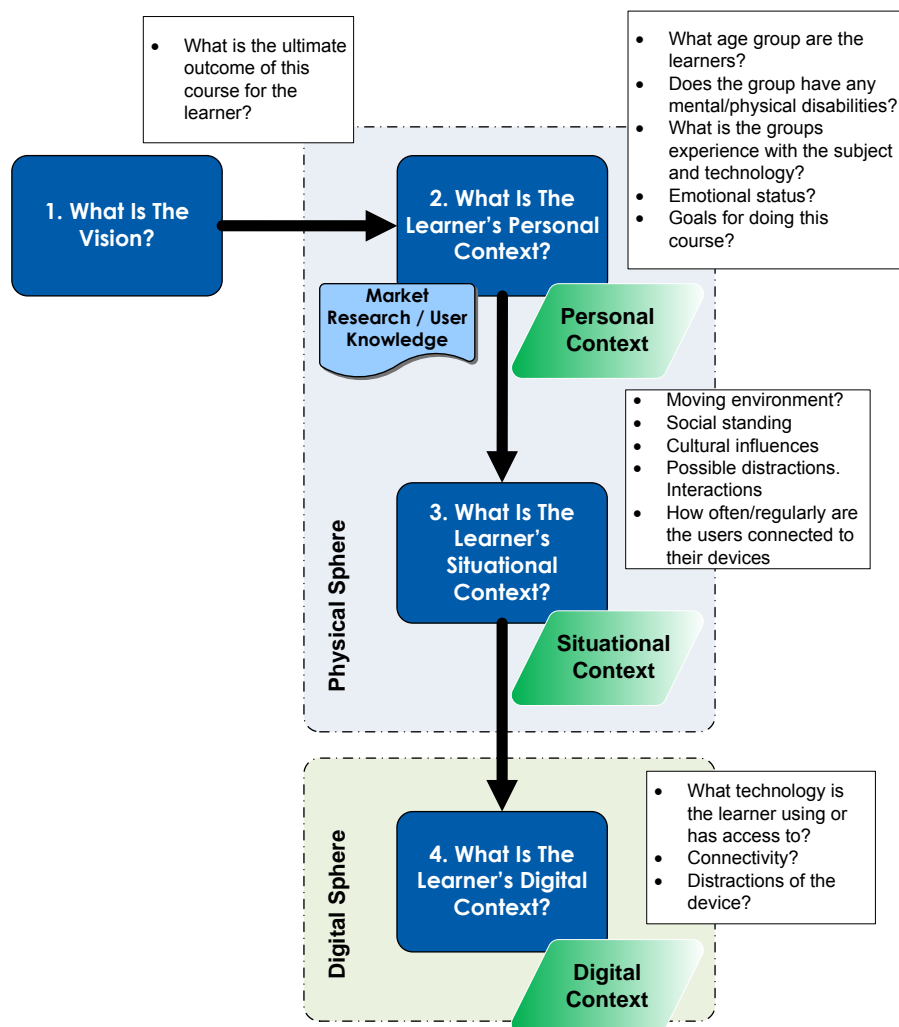 • What is the ultimate
outcome of this
course for the
learner?
• What age group are the
learners?
• Does the group have any
mental/physical disabilities?
• What is the groups
experience with the subject
and technology?
• Emotional status?
• Goals for doing this
course?
1. What Is The
Vision?
2. What Is The
Learner's Personal
Context?
Market
Research / User
Knowledge
Personal
Context
• Moving environment?
• Social standing
• Cultural influences
• Possible distractions.
Interactions
• How often/regularly are
the users connected to
their devices
3. What Is The
Learner's
Situational
Context?
Situational
Context
Physical Sphere
• What technology is
the learner using or
has access to?
• Connectivity?
• Distractions of the
device?
4. What Is The
Learner's Digital
Context?
Digital
Context
Digital Sphere